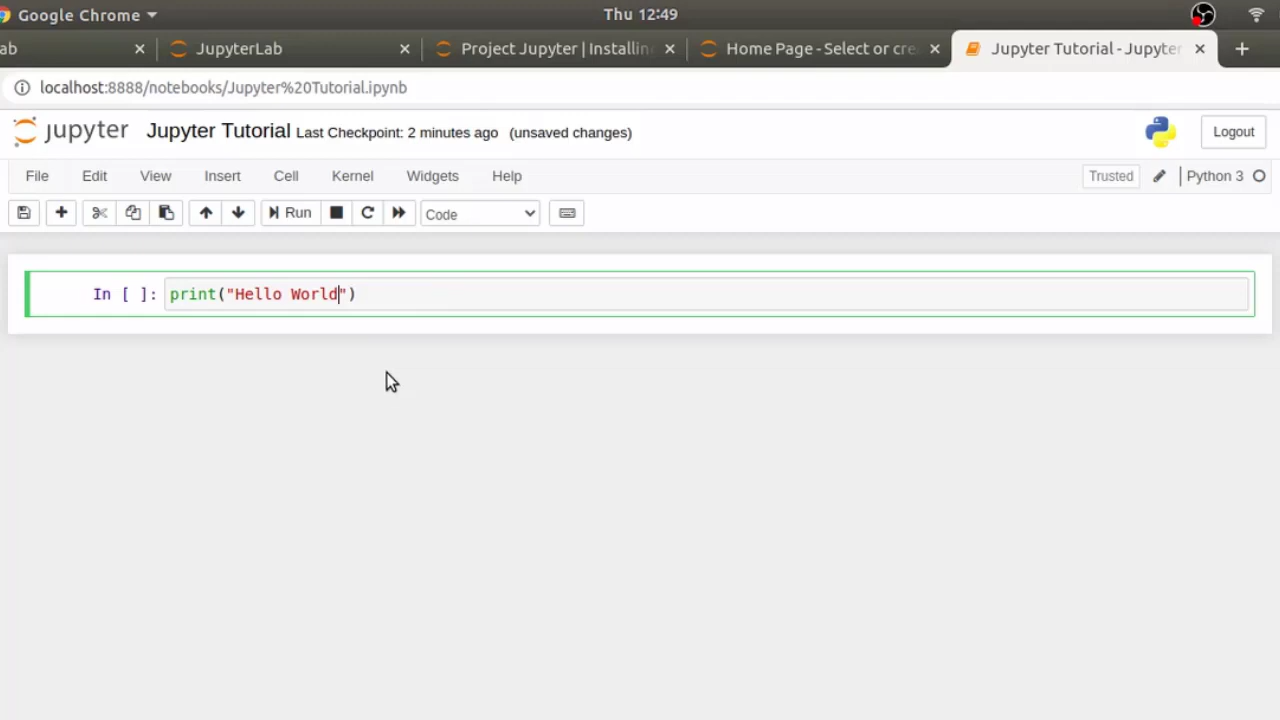 Google Chrome
Thu 12:49
ab
JupyterLab
Project Jupyter | Installin
Home Page - Select or cre
Jupyter Tutorial - Jupyter
localhost:8888/notebooks/Jupyter%20Tutorial.ipynb
jupyter Jupyter Tutorial Last Checkpoint: 2 minutes ago (unsaved changes)
Logout
File Edit View Insert Cell Kernel Widgets Help
Trusted
Python 3
Run
Code
In [ ]: print("Hello World")